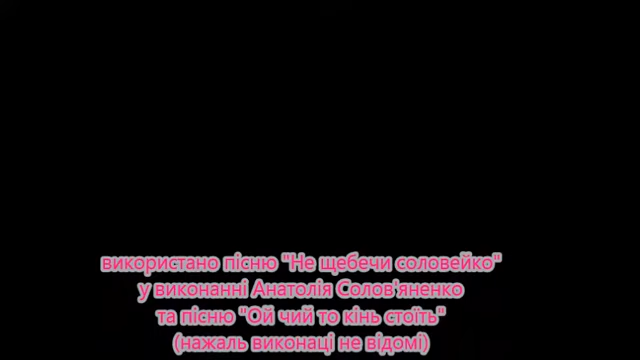 використано пісню "Не щебечи соловейко"
у виконанні Анатолія Солов'яненко
та пісню "Ой чий то кінь стоїть"
(нажаль виконаці не відомі)